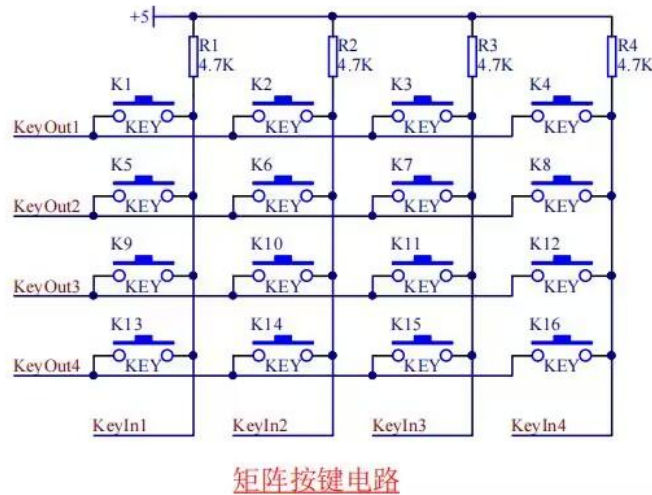 +5
R1 R2 R3 R4
4.7K 4.7K 4.7K 4.7K
K1 K2 K3 K4
KeyOut1 KEY KEY KEY KEY
K5 K6 K7 K8
KeyOut2 KEY KEY KEY KEY
K9 K10 K11 K12
KeyOut3 KEY KEY KEY KEY
K13 K14 K15 K16
KeyOut4 KEY KEY KEY KEY
KeyIn1 KeyIn2 KeyIn3 KeyIn4
矩阵按键电路